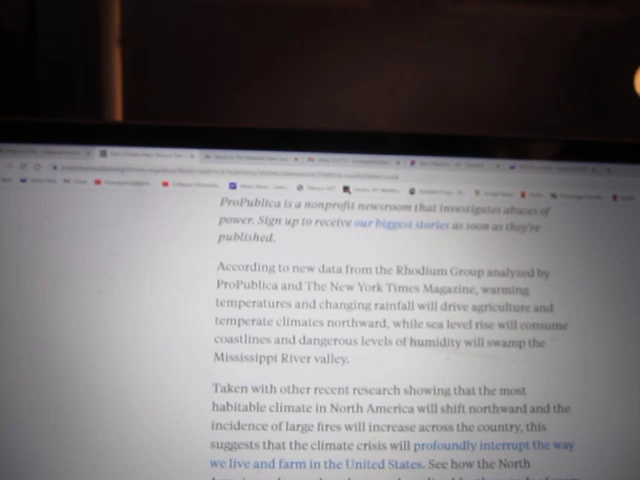 ProPublica is a nonprofit newsroom that investigates abuses of
power. Sign up to receive our biggest stories as soon as they're
published.
According to new data from the Rhodium Group analyzed by
ProPublica and The New York Times Magazine, warming
temperatures and changing rainfall will drive agriculture and
temperate climates northward, while sea level rise will consume
coastlines and dangerous levels of humidity will swamp the
Mississippi River valley.
Taken with other recent research showing that the most
habitable climate in North America will shift northward and the
incidence of large fires will increase across the country, this
suggests that the climate crisis will profoundly interrupt the way
we live and farm in the United States. See how the North